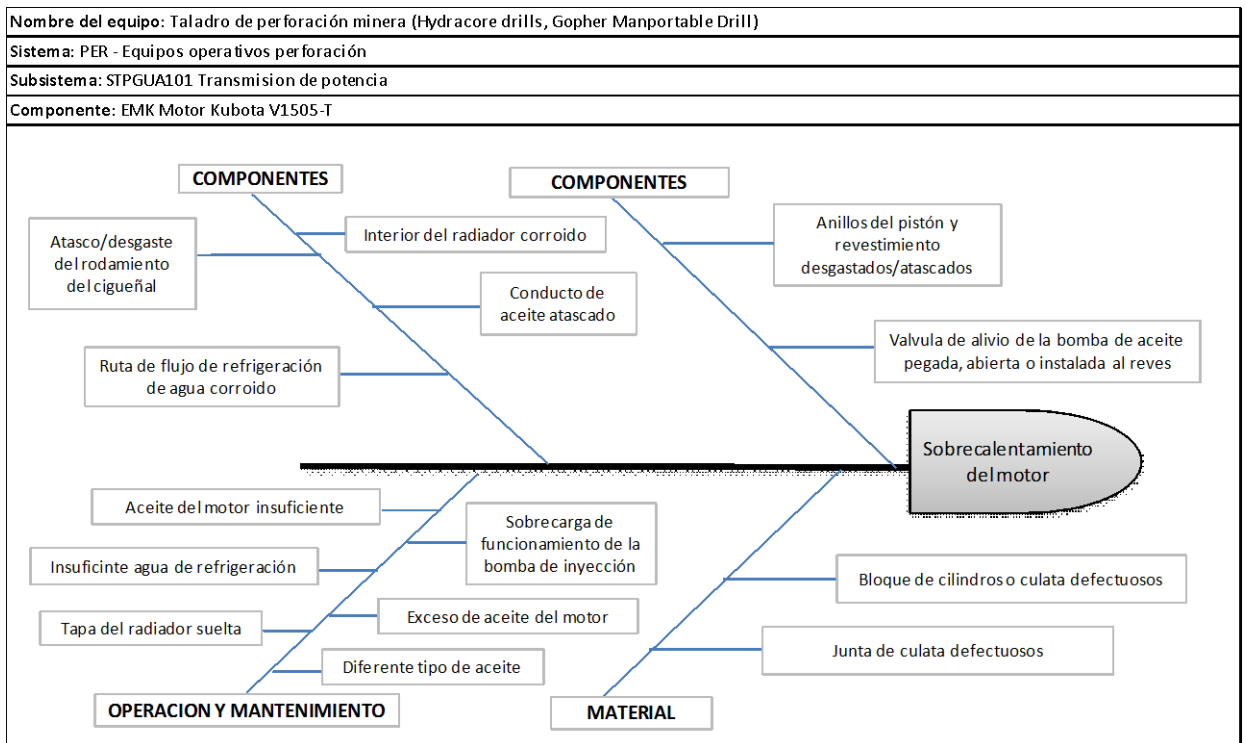 Nombre del equipo: Taladro de perforación minera (Hydracore drills, Gopher Manportable Drill)
Sistema: PER - Equipos operativos perforación
Subsistema: STPGUA101 Transmision de potencia
Componente: EMK Motor Kubota V1505-T
COMPONENTES
COMPONENTES
Atasco/desgaste
del rodamiento
del cigueñal
Interior del radiador corroido
Anillos del pistón y
revestimiento
desgastados/atascados
Conducto de
aceite atascado
Valvula de alivio de la bomba de aceite
pegada, abierta o instalada al reves
Ruta de flujo de refrigeración
de agua corroido
Sobrecalentamiento
del motor
Aceite del motor insuficiente
Sobrecarga de
funcionamiento de la
bomba de inyección
Insuficinte agua de refrigeración
Bloque de cilindros o culata defectuosos
Exceso de aceite del motor
Tapa del radiador suelta
Junta de culata defectuosos
Diferente tipo de aceite
OPERACION Y MANTENIMIENTO
MATERIAL